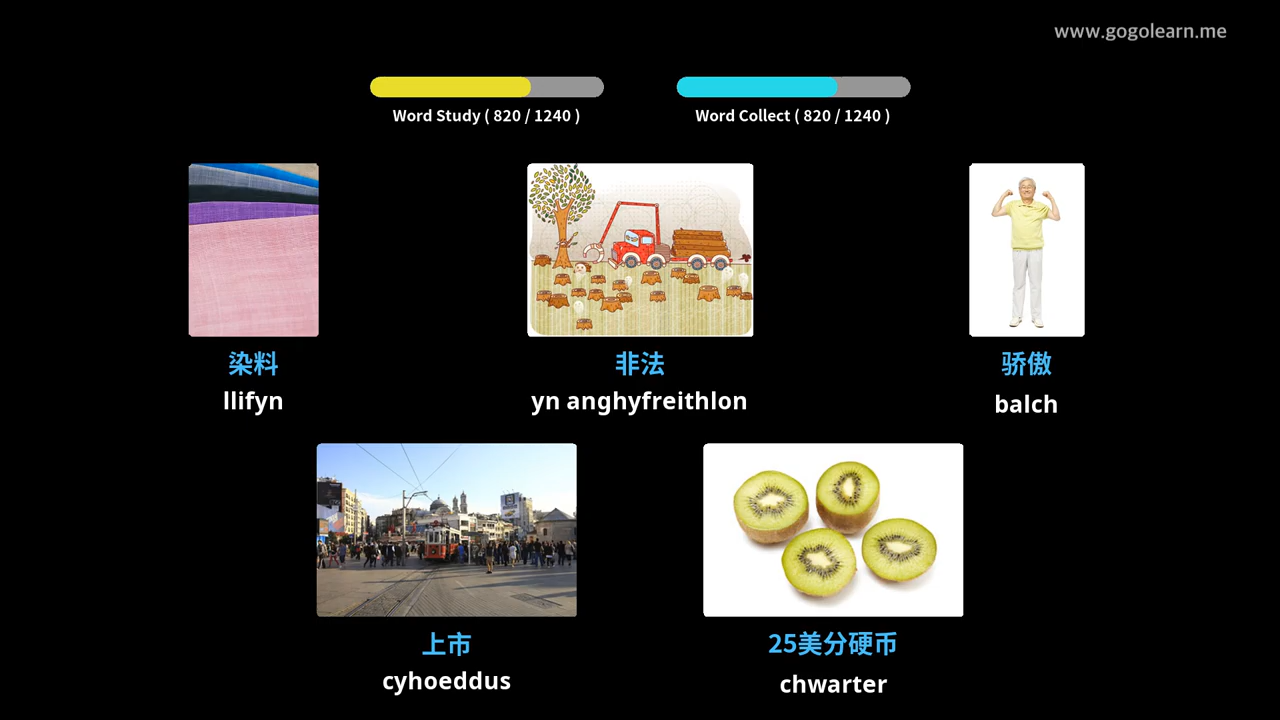 www.gogolearn.me
Word Study ( 820 / 1240 )
Word Collect ( 820 / 1240 )
染料
llifyn
非法
yn anghyfreithlon
骄傲
balch
上市
cyhoeddus
25美分硬币
chwarter